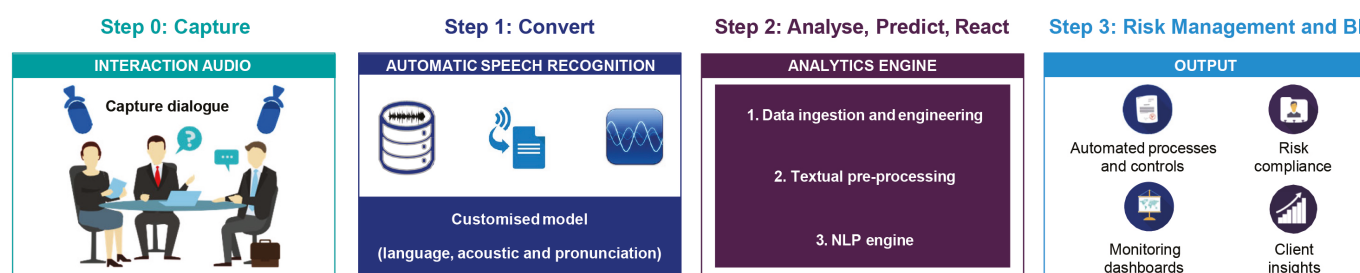 Step 0: Capture
INTERACTION AUDIO
Capture dialogue
Step 1: Convert
AUTOMATIC SPEECH RECOGNITION
Customised model
(language, acoustic and pronunciation)
Step 2: Analyse, Predict, React
ANALYTICS ENGINE
1. Data ingestion and engineering
2. Textual pre-processing
3. NLP engine
Step 3: Risk Management and BI
OUTPUT
Automated processes
and controls
Risk
compliance
Monitoring
dashboards
Client
insights